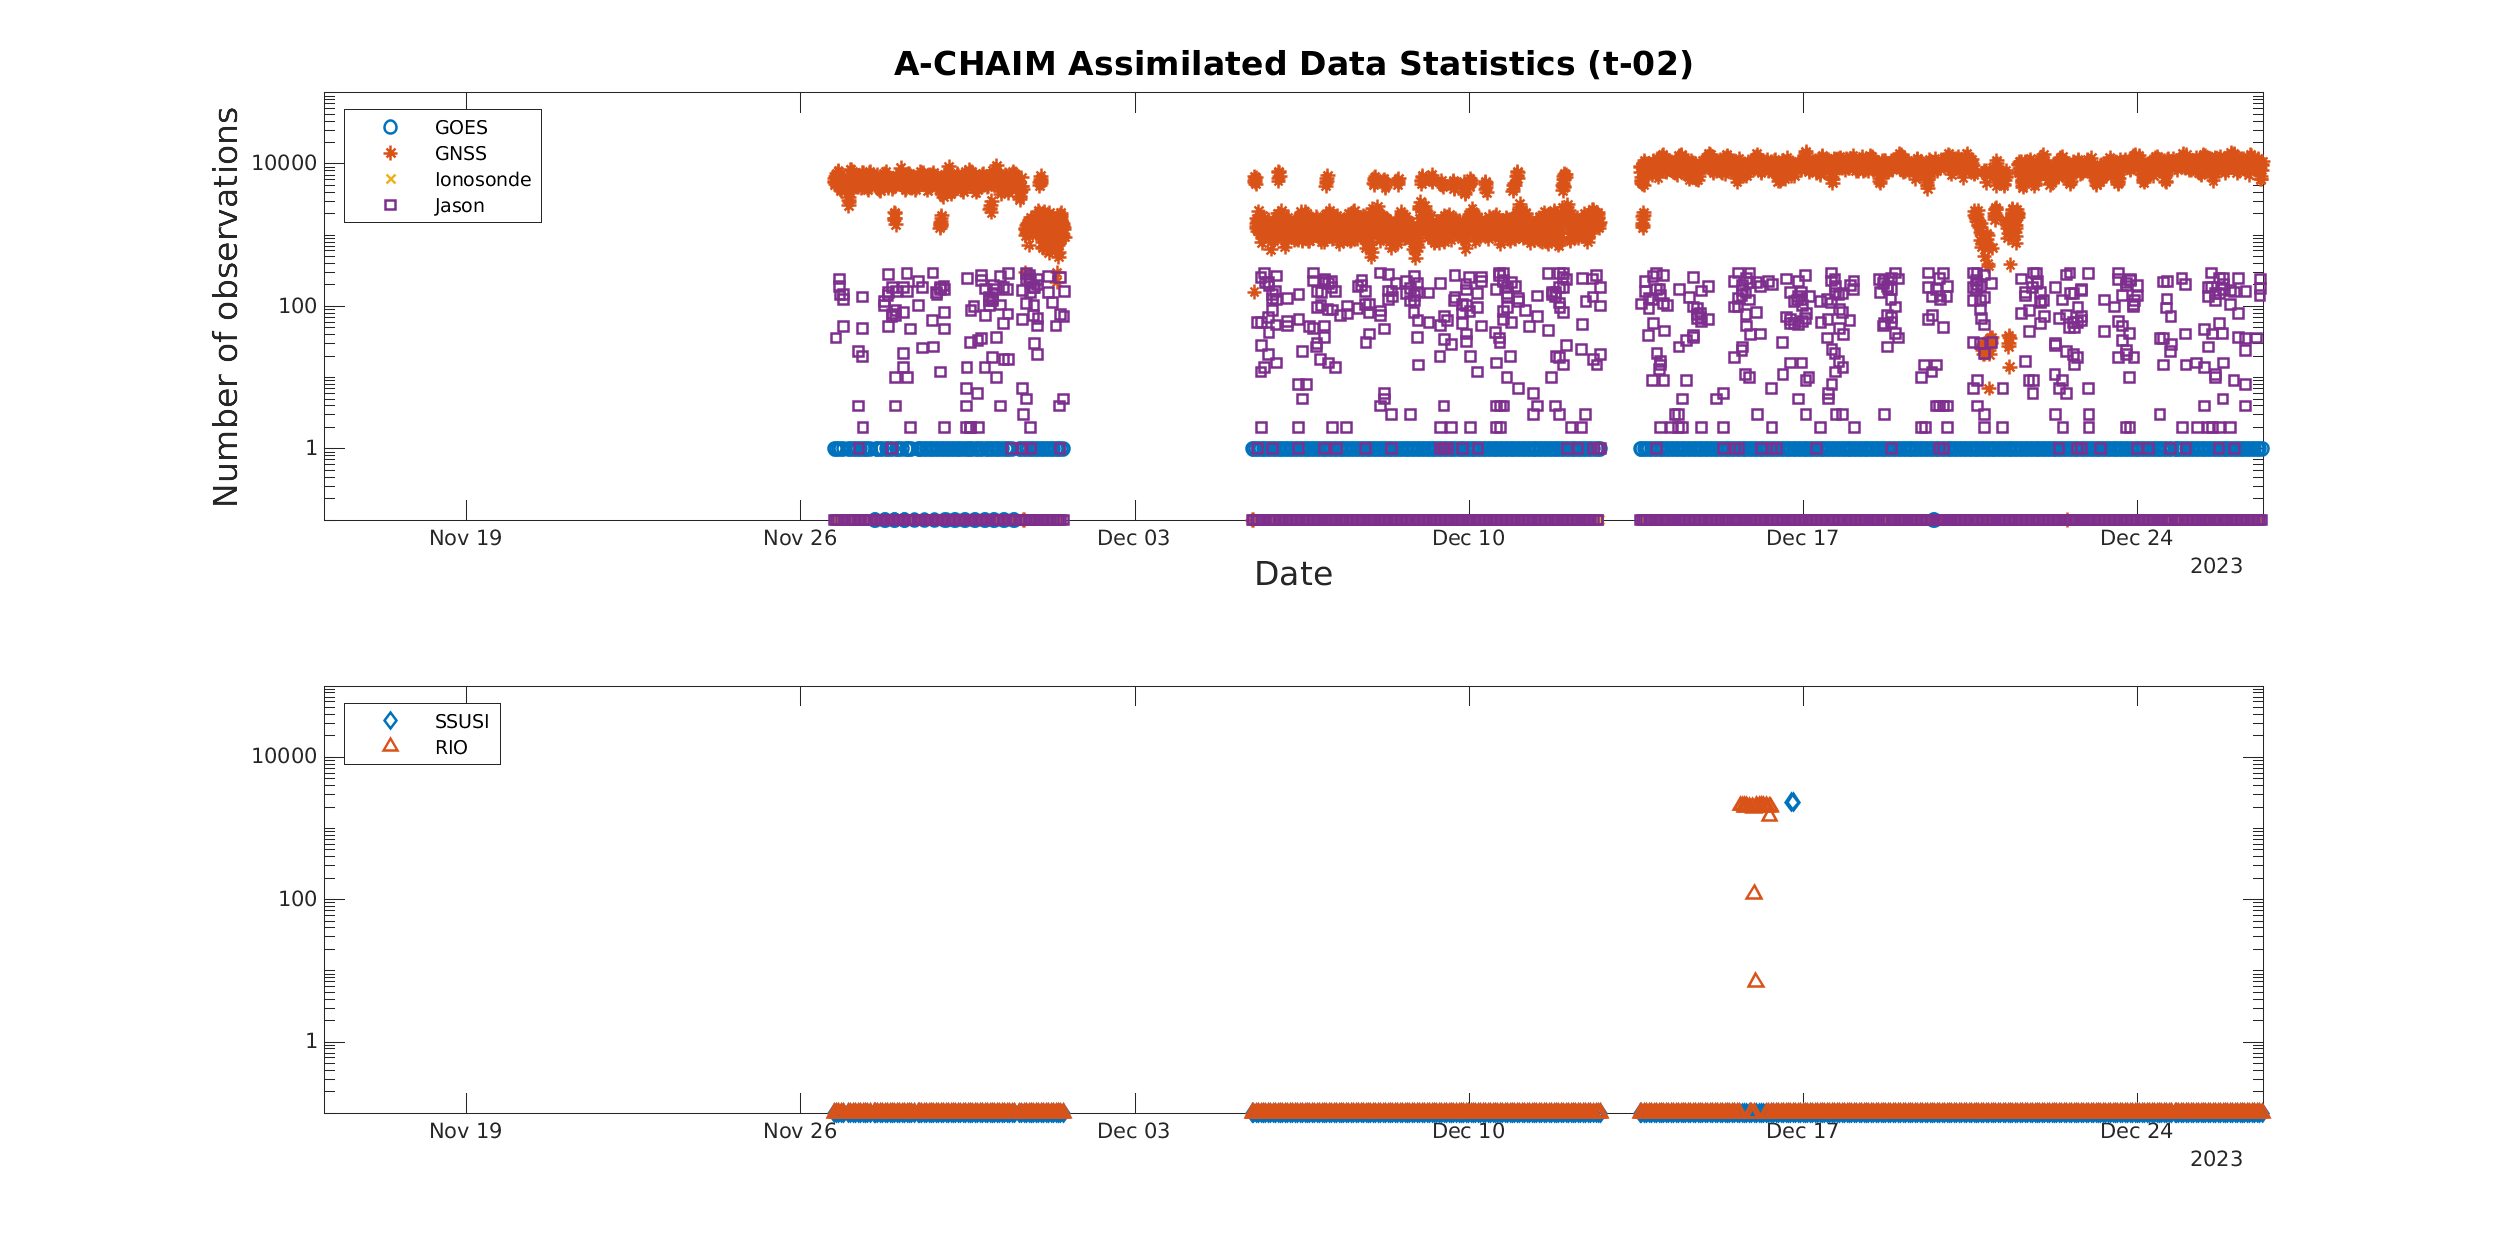 A-CHAIM Assimilated Data Statistics (t-02)
Number of observations
10000
100
1
GOES
GNSS
Ionosonde
Jason
Nov 19
Nov 26
Dec 03
Dec 10
Dec 17
Dec 24
2023
Date
10000
100
1
SSUSI
RIO
Nov 19
Nov 26
Dec 03
Dec 10
Dec 17
Dec 24
2023